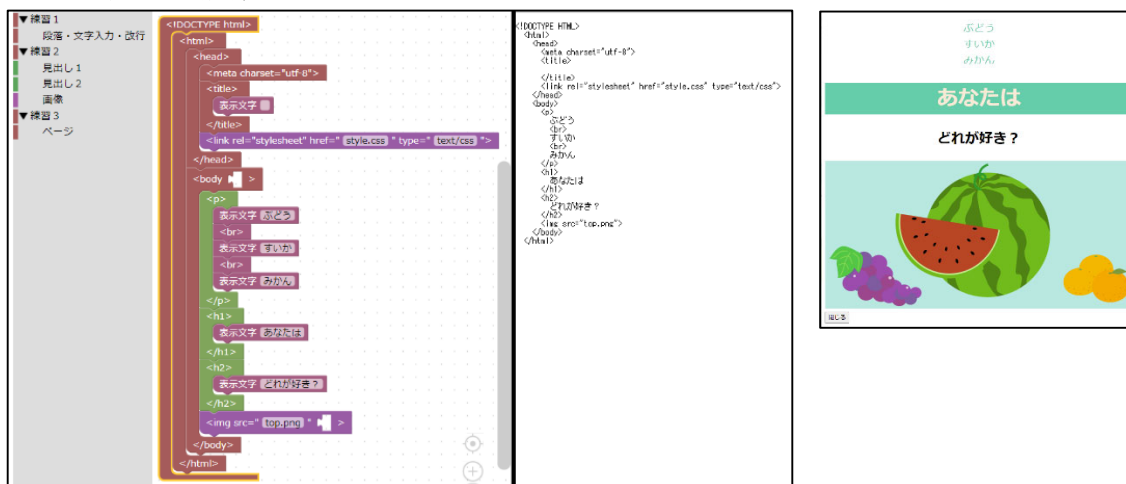 ▼ 練習1
段落・文字入力・改行
▼ 練習2
見出し1
見出し2
画像
▼ 練習3
ページ
<!DOCTYPE html>
<html>
<head>
<meta charset="utf-8">
<title>
表示文字
</title>
<link rel="stylesheet" href=" style.css " type=" text/css ">
</head>
<body >
<p>
表示文字 ぶどう
<br>
表示文字 すいか
<br>
表示文字 みかん
</p>
<h1>
表示文字 あなたは
</h1>
<h2>
表示文字 どれが好き？
</h2>
<img src=" top.png " >
</body>
</html>
<!DOCTYPE HTML>
<html>
<head>
<meta charset="utf-8">
<title>
</title>
<link rel="stylesheet" href="style.css" type="text/css">
</head>
<body>
<p>
ぶどう
<br>
すいか
<br>
みかん
</p>
<h1>
あなたは
</h1>
<h2>
どれが好き？
</h2>
<img src="top.png">
</body>
</html>
ぶどう
すいか
みかん
あなたは
どれが好き？
閉じる